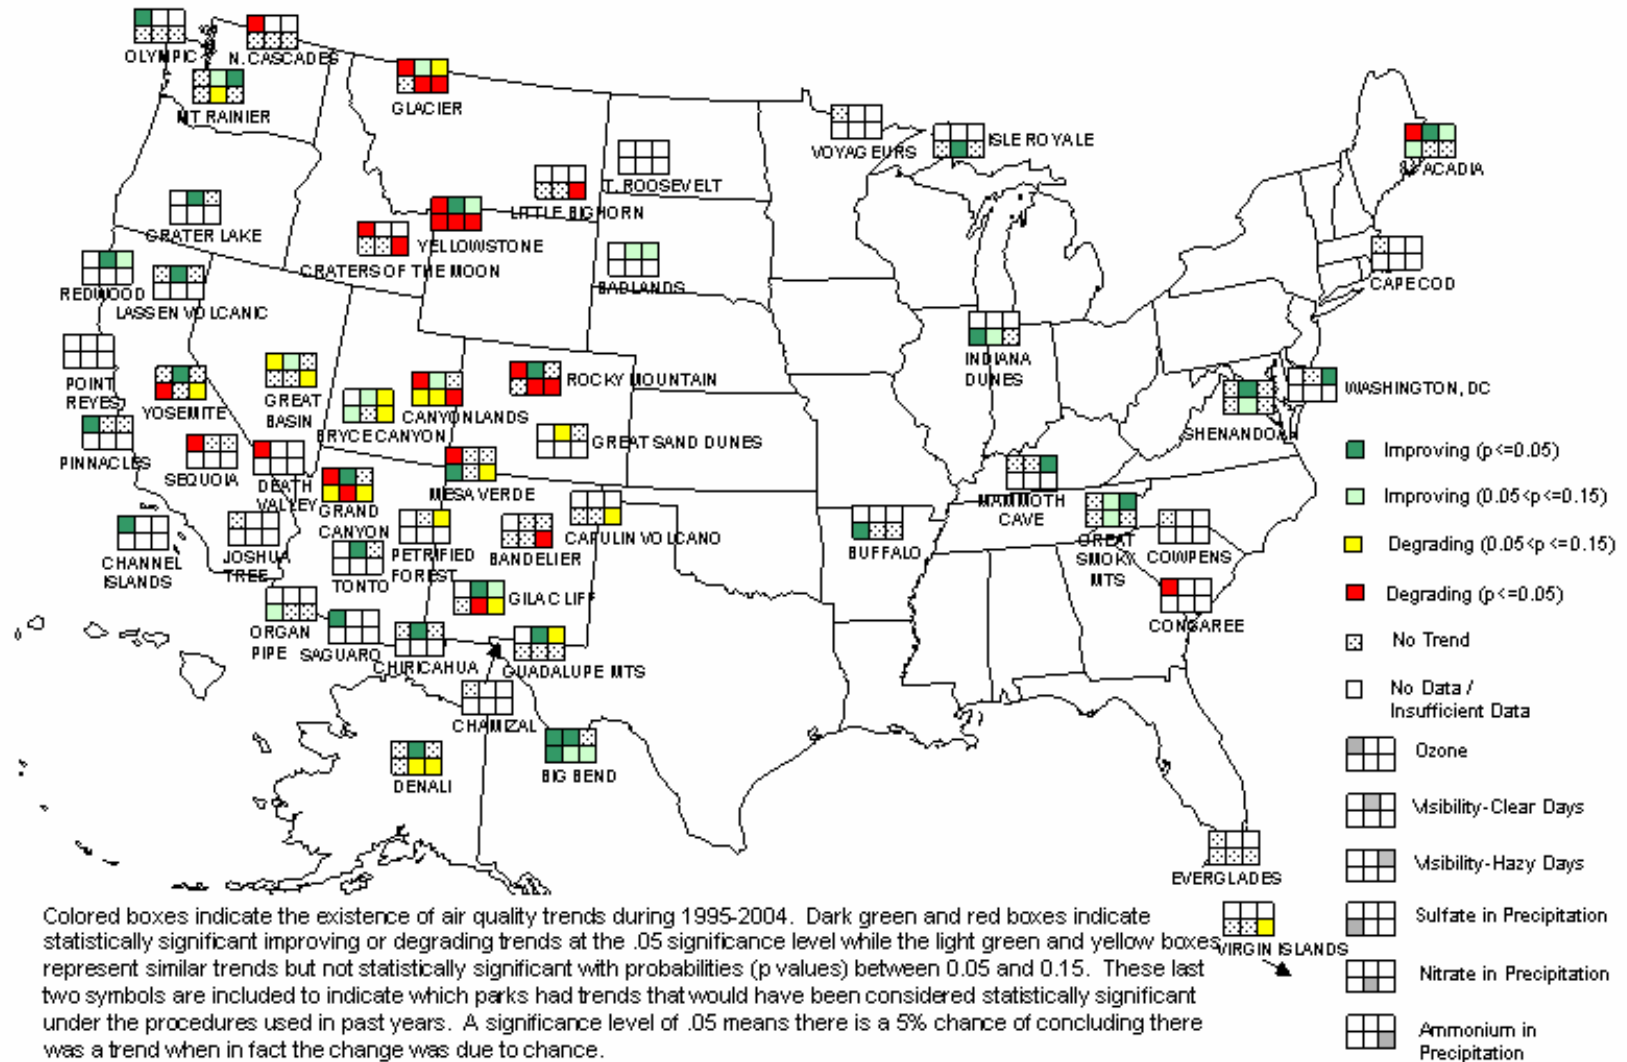 OLYMPIC
N. CASCADES
MT RAINIER
GLACIER
VOYAGEURS
ISLE ROYALE
ACADIA
T. ROOSEVELT
LITTLE BIGHORN
CRATER LAKE
YELLOWSTONE
CRATERS OF THE MOON
BADLANDS
CAPE COD
REDWOOD
LASSEN VOLCANIC
INDIANA
DUNES
POINT
REYES
YOSEMITE
GREAT
BASIN
BRYCE CANYON
CANYONLANDS
ROCKY MOUNTAIN
WASHINGTON, DC
SHENANDOAH
PINNACLES
SEQUOIA
DEATH
VALLEY
GRAND
CANYON
MESA VERDE
GREAT SAND DUNES
MAMMOTH
CAVE
CHANNEL
ISLANDS
JOSHUA
TREE
TONTO
PETRIFIED
FOREST
BANDELIER
CAPULIN VOLCANO
BUFFALO
GREAT
SMOKY
MTS
COWPENS
CONGAREE
ORGAN
PIPE
SAGUARO
CHIRICAHUA
GILA CLIFF
GUADALUPE MTS
CHAMIZAL
DENALI
BIG BEND
EVERGLADES
VIRGIN ISLANDS
Improving (p<=0.05)
Improving (0.05<p<=0.15)
Degrading (0.05<p <=0.15)
Degrading (p<=0.05)
No Trend
No Data /
Insufficient Data
Ozone
Visibility-Clear Days
Visibility-Hazy Days
Sulfate in Precipitation
Nitrate in Precipitation
Ammonium in
Precipitation
Colored boxes indicate the existence of air quality trends during 1995-2004. Dark green and red boxes indicate
statistically significant improving or degrading trends at the .05 significance level while the light green and yellow boxes
represent similar trends but not statistically significant with probabilities (p values) between 0.05 and 0.15. These last
two symbols are included to indicate which parks had trends that would have been considered statistically significant
under the procedures used in past years. A significance level of .05 means there is a 5% chance of concluding there
was a trend when in fact the change was due to chance.